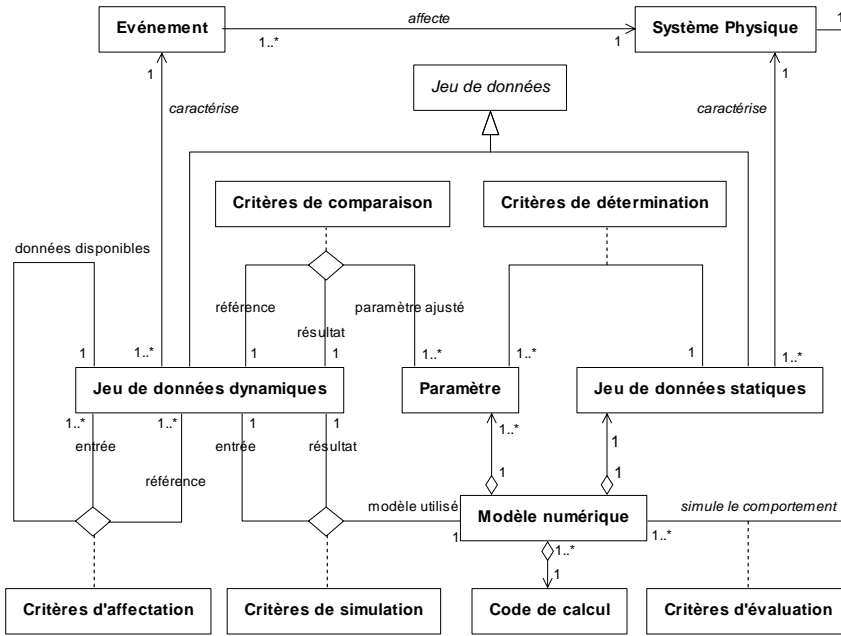 affecte
Evénement
Système Physique
1..*
1
1
1
1
Jeu de données
caractérise
caractérise
Critères de comparaison
Critères de détermination
données disponibles
référence
paramètre ajusté
résultat
1
1..*
1
1
1..*
1..*
1
1..*
Jeu de données dynamiques
Paramètre
Jeu de données statiques
1..*
1..*
1
1
1..*
1
entrée
entrée
résultat
référence
1
1
modèle utilisé
Modèle numérique
simule le comportement
1
1..*
1..*
1
Critères d'affectation
Critères de simulation
Code de calcul
Critères d'évaluation